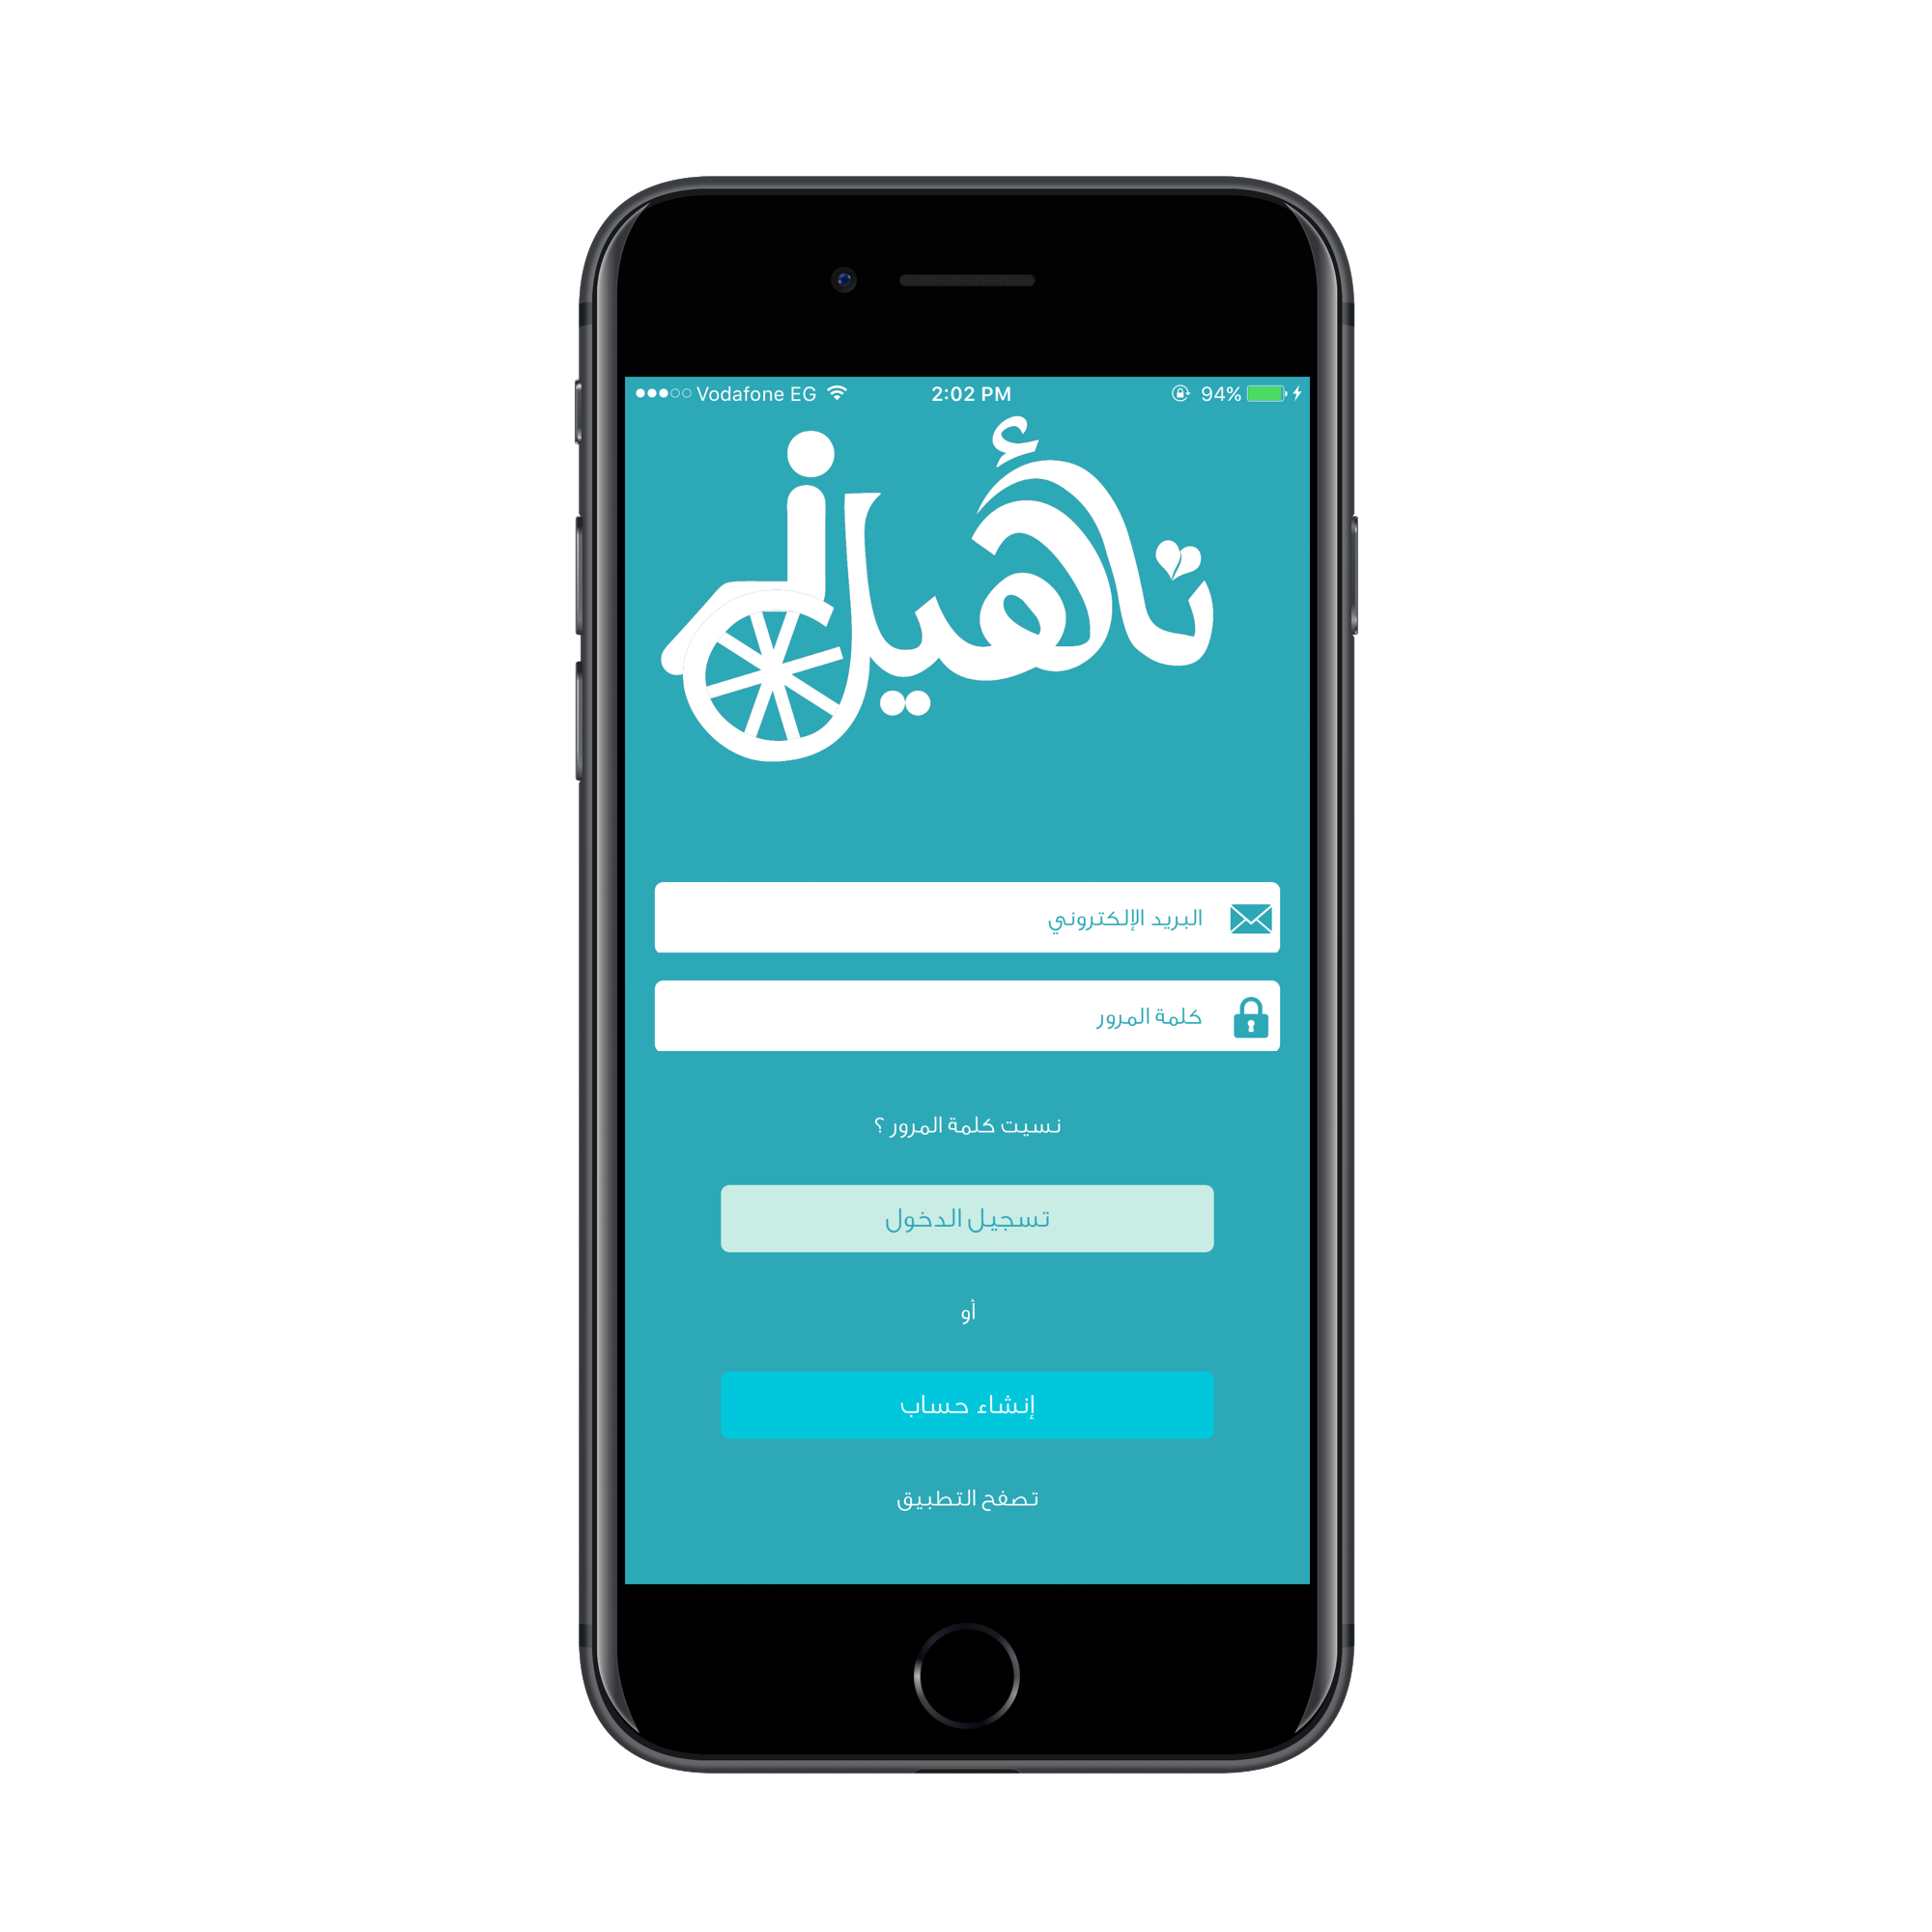 Vodafone EG 2:02 PM 94%
تأهيل
البريد الإلكتروني
كلمة المرور
نسيت كلمة المرور ؟
تسجيل الدخول
أو
إنشاء حساب
تصفح التطبيق